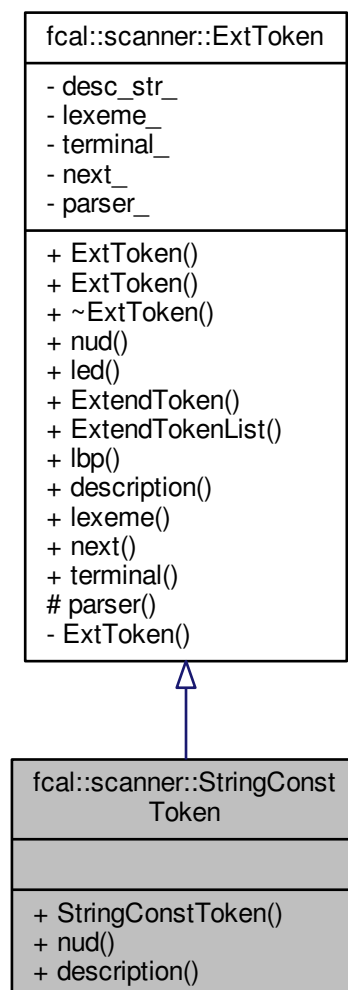 fcal::scanner::ExtToken
- desc_str_
- lexeme_
- terminal_
- next_
- parser_
+ ExtToken()
+ ExtToken()
+ ~ExtToken()
+ nud()
+ led()
+ ExtendToken()
+ ExtendTokenList()
+ lbp()
+ description()
+ lexeme()
+ next()
+ terminal()
# parser()
- ExtToken()
fcal::scanner::StringConst
Token
+ StringConstToken()
+ nud()
+ description()